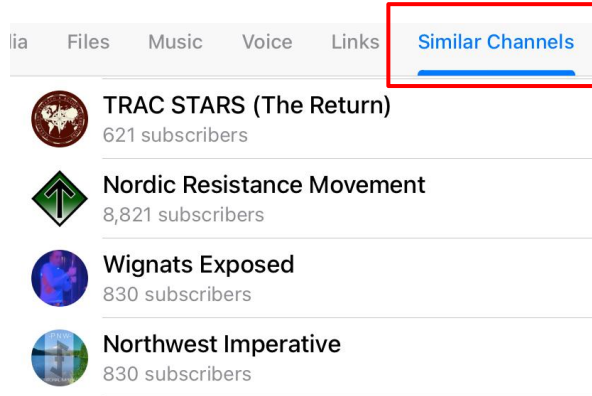 lia Files Music Voice Links Similar Channels
TRAC STARS (The Return)
621 subscribers
Nordic Resistance Movement
8,821 subscribers
Wignats Exposed
830 subscribers
Northwest Imperative
830 subscribers